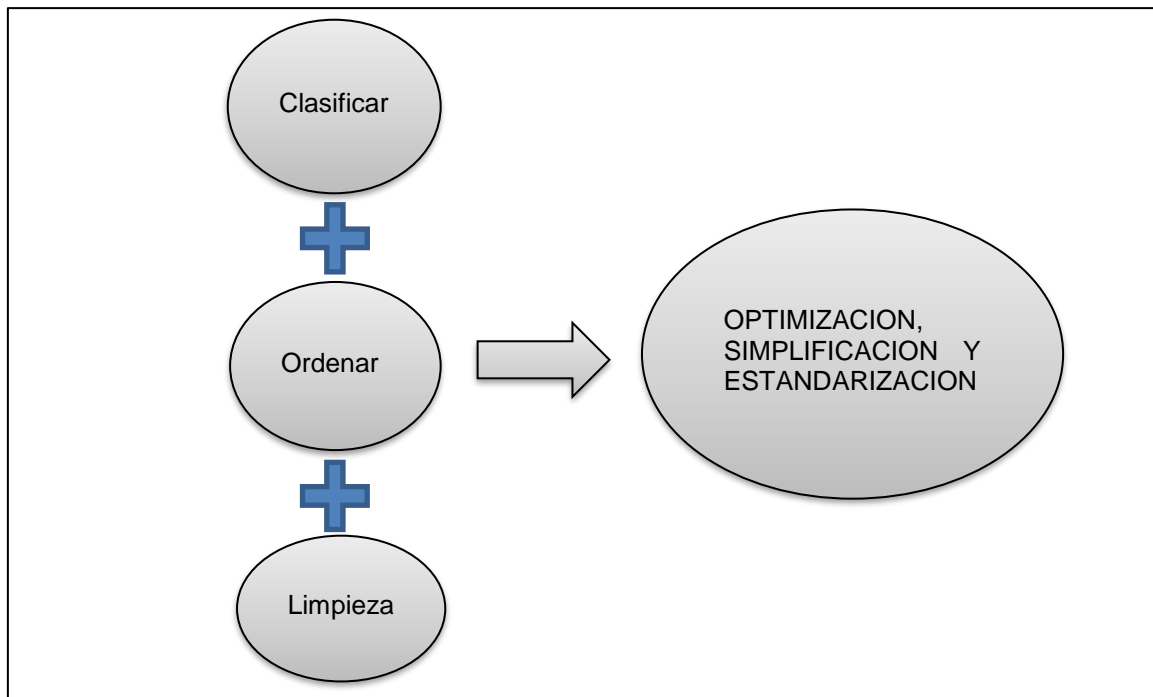 Clasificar
Ordenar
Limpieza
OPTIMIZACION,
SIMPLIFICACION Y
ESTANDARIZACION